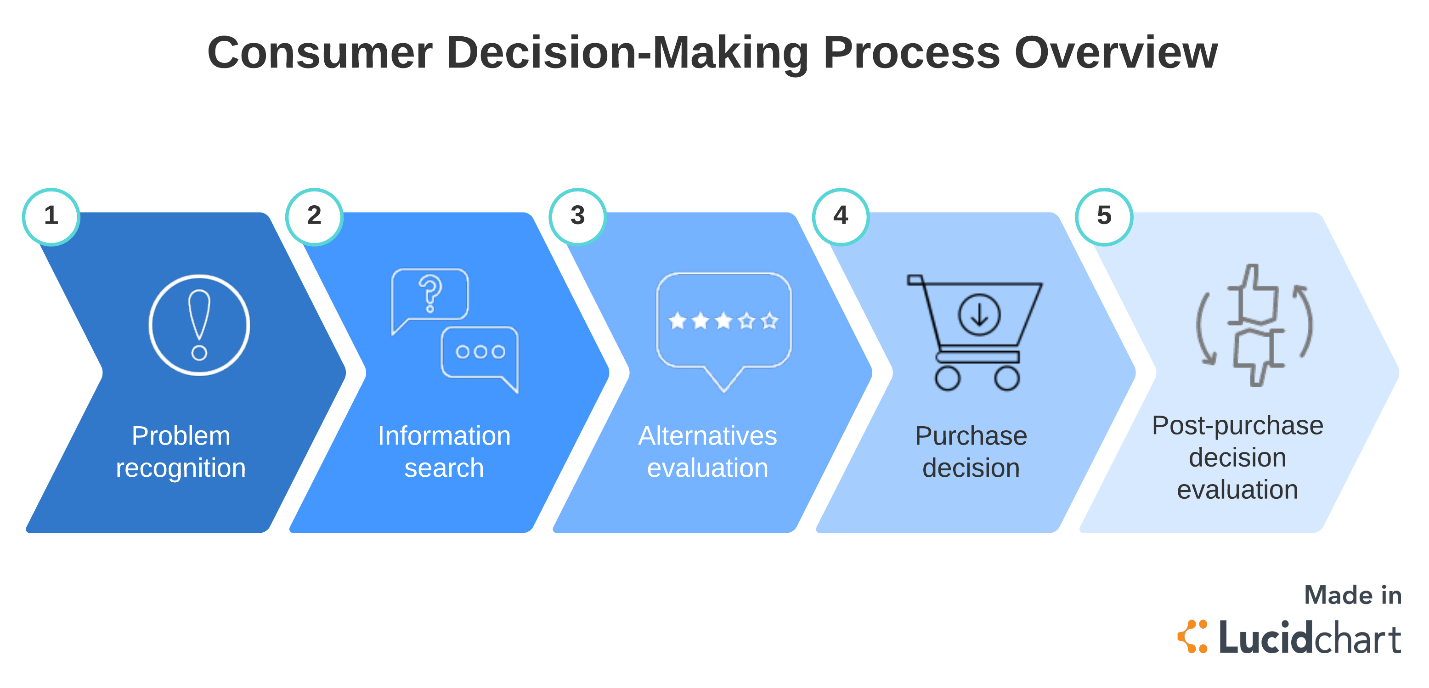 Consumer Decision-Making Process Overview
1
2
3
4
5
?
Problem
recognition
Information
search
Alternatives
evaluation
Purchase
decision
Post-purchase
decision
evaluation
Made in
Lucidchart